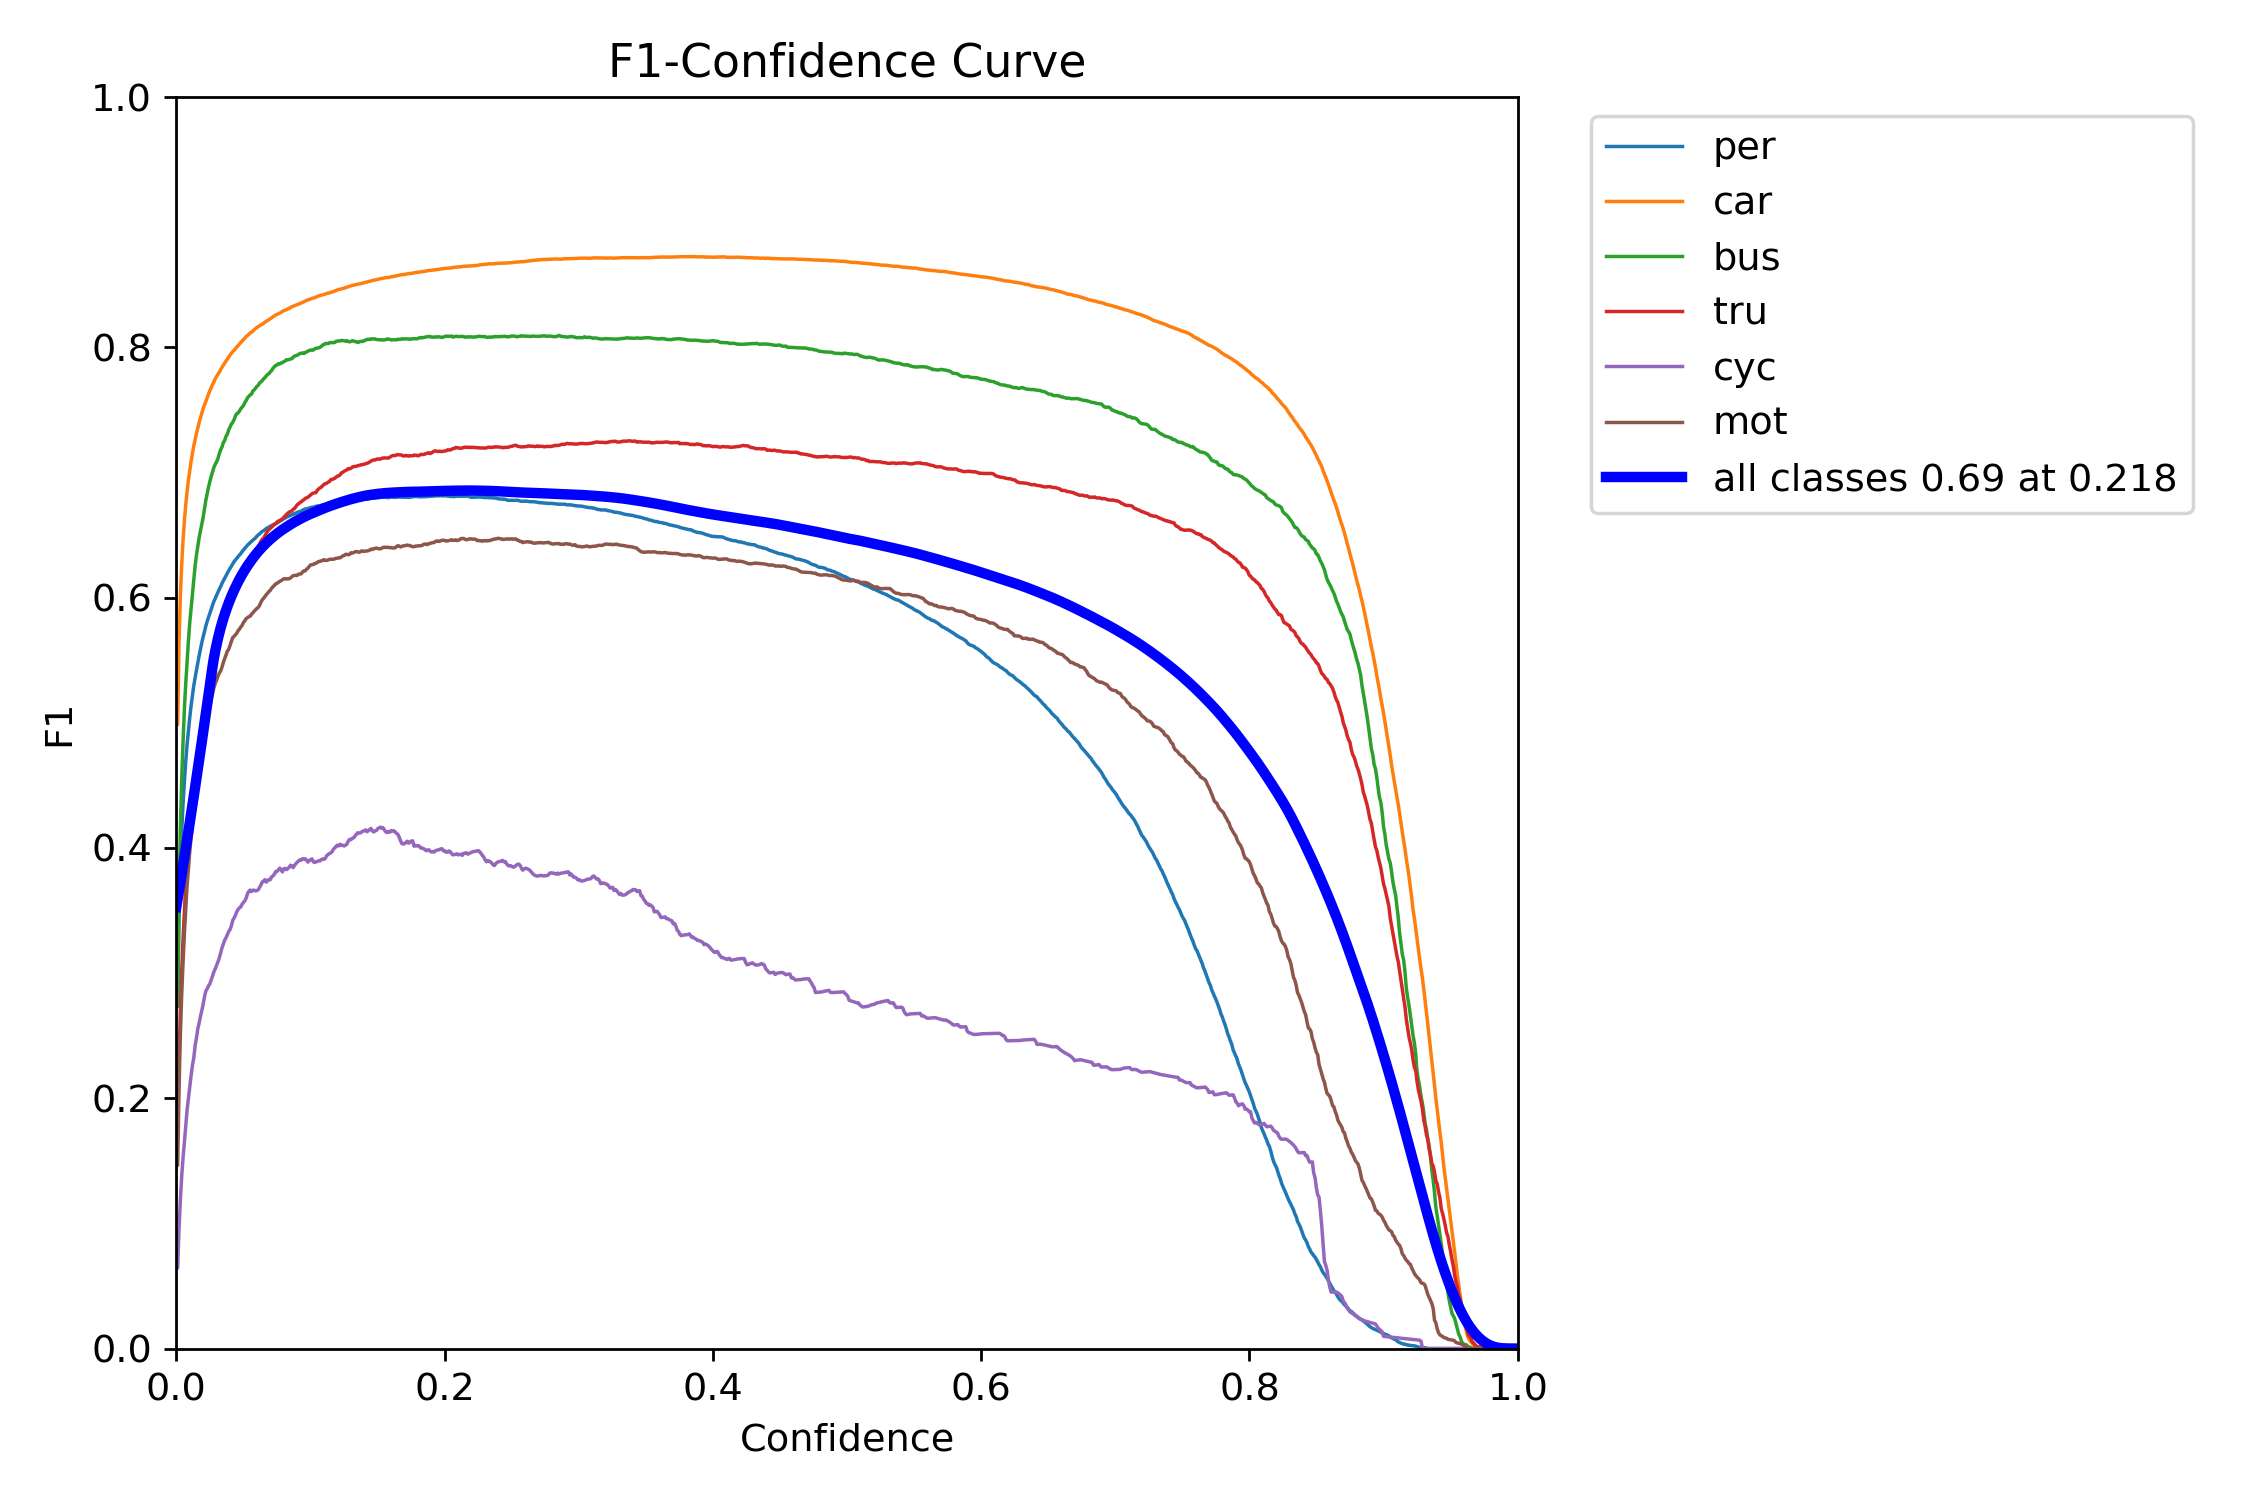 F1-Confidence Curve
1.0
0.8
0.6
0.4
0.2
0.0
F1
0.0 0.2 0.4 0.6 0.8 1.0
Confidence
per
car
bus
tru
cyc
mot
all classes 0.69 at 0.218